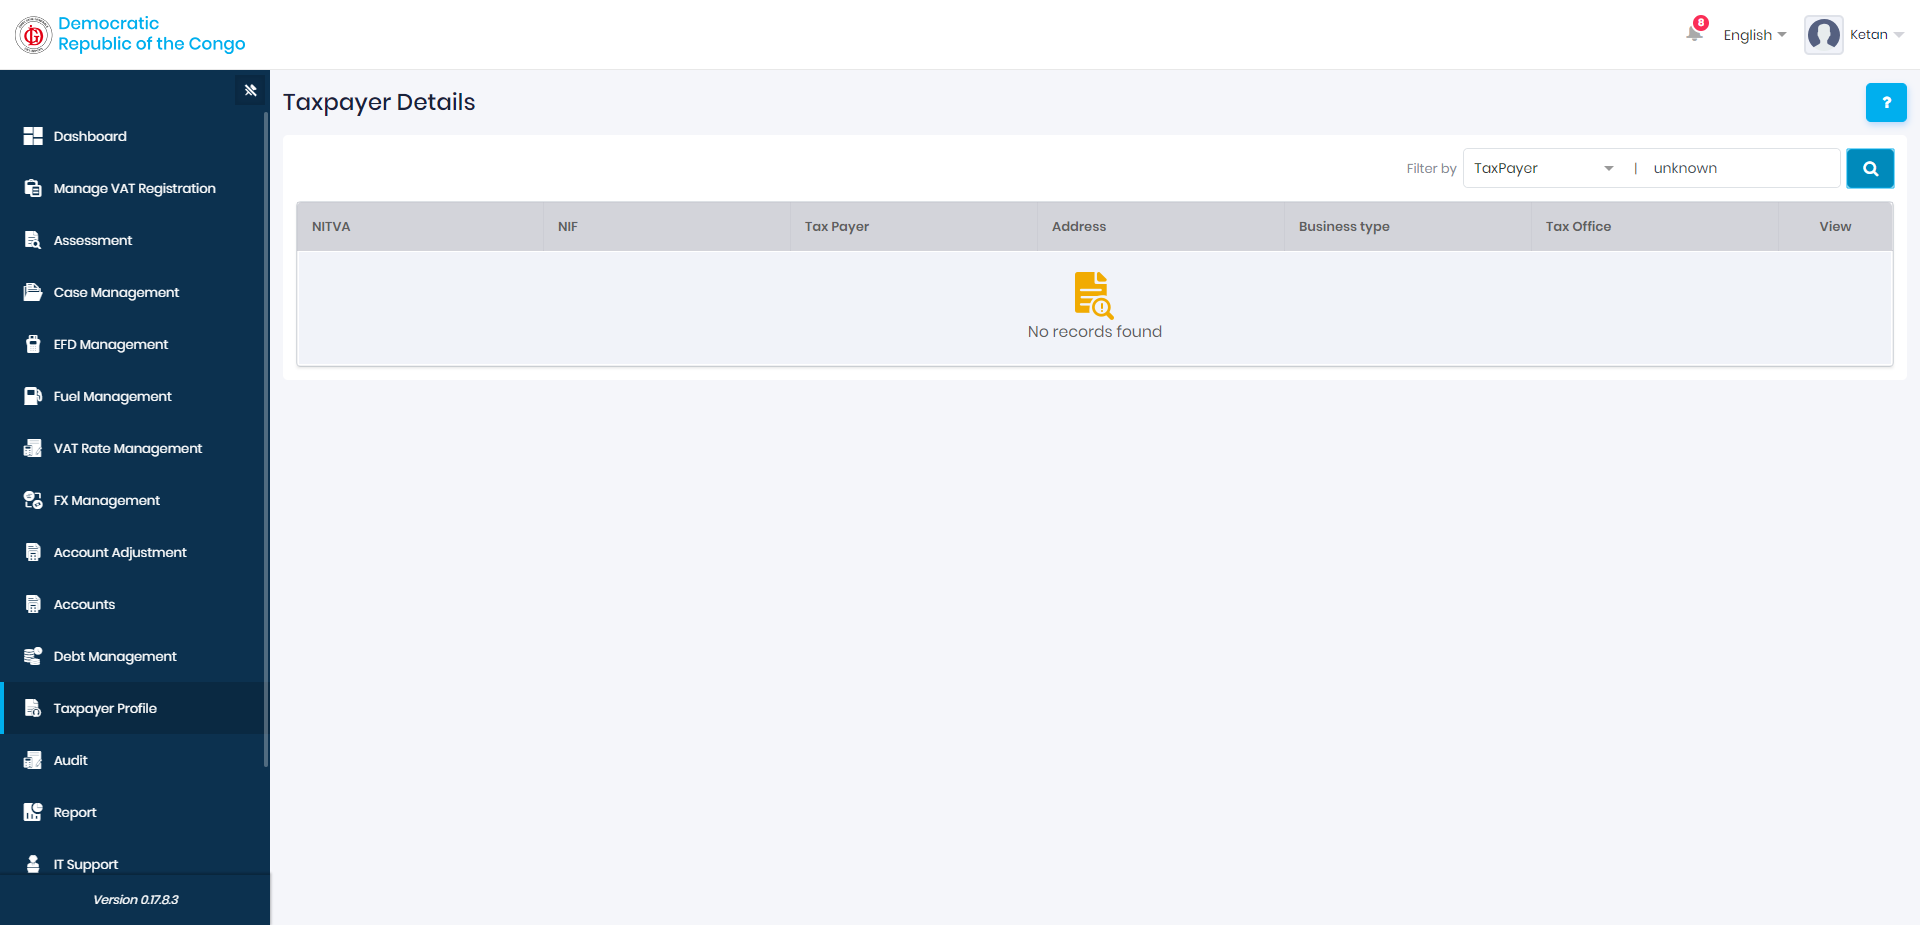 Democratic
Republic of the Congo
8
English
Ketan
Dashboard
Manage VAT Registration
Assessment
Case Management
EFD Management
Fuel Management
VAT Rate Management
FX Management
Account Adjustment
Accounts
Debt Management
Taxpayer Profile
Audit
Report
IT Support
Version 0.17.8.3
Taxpayer Details
?
Filter by TaxPayer | unknown
NITVA NIF Tax Payer Address Business type Tax Office View
No records found